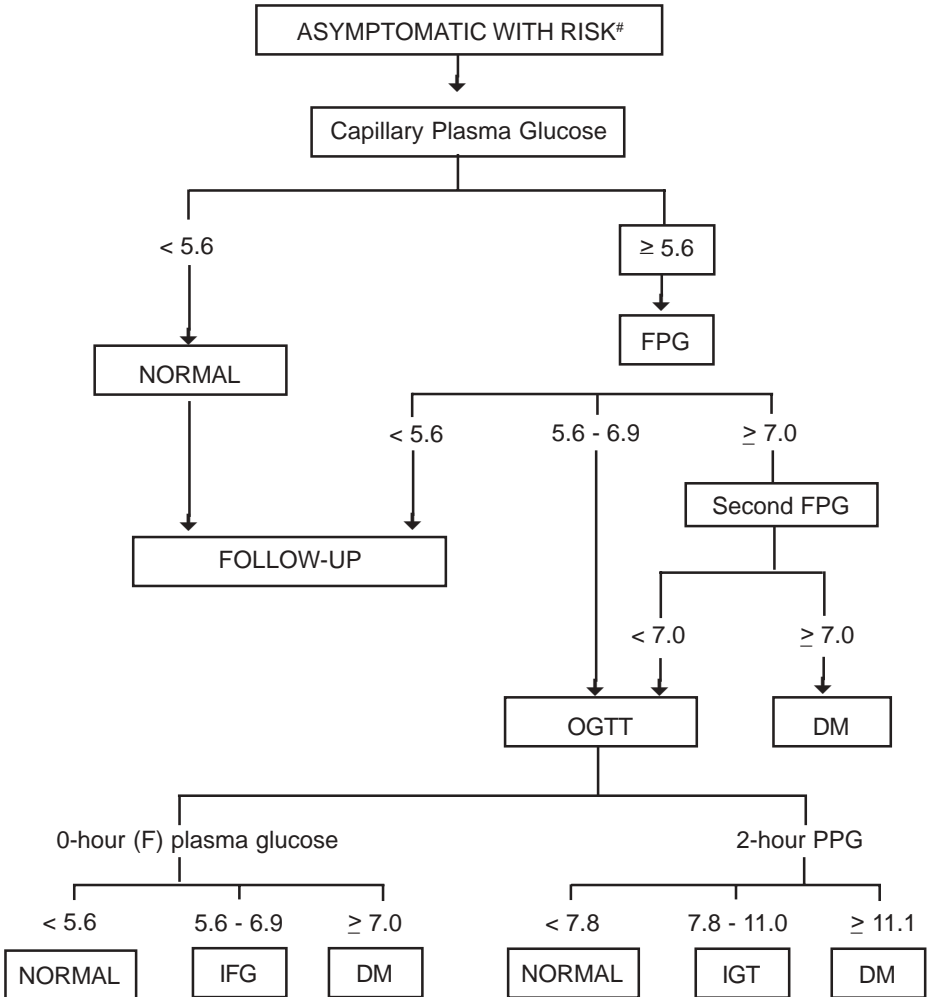 ASYMPTOMATIC WITH RISK#
Capillary Plasma Glucose
< 5.6
≥ 5.6
NORMAL
FPG
< 5.6
5.6 - 6.9
≥ 7.0
Second FPG
FOLLOW-UP
< 7.0
≥ 7.0
OGTT
DM
0-hour (F) plasma glucose
2-hour PPG
< 5.6
5.6 - 6.9
≥ 7.0
< 7.8
7.8 - 11.0
≥ 11.1
NORMAL
IFG
DM
NORMAL
IGT
DM